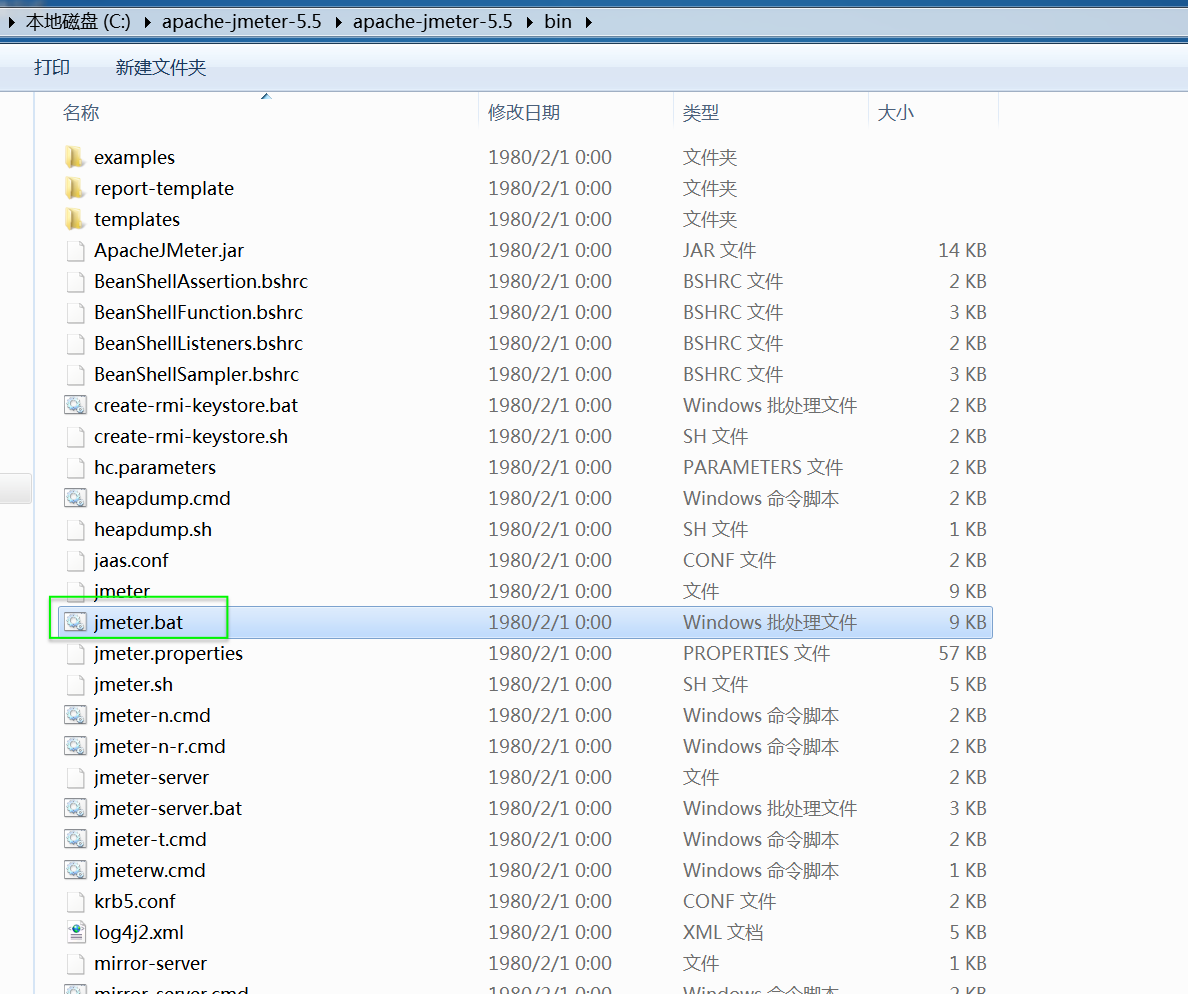 本地磁盘 (C:) apache-jmeter-5.5 apache-jmeter-5.5 bin
打印 新建文件夹
名称 修改日期 类型 大小
examples 1980/2/1 0:00 文件夹
report-template 1980/2/1 0:00 文件夹
templates 1980/2/1 0:00 文件夹
ApacheJMeter.jar 1980/2/1 0:00 JAR 文件 14 KB
BeanShellAssertion.bshrc 1980/2/1 0:00 BSHRC 文件 2 KB
BeanShellFunction.bshrc 1980/2/1 0:00 BSHRC 文件 3 KB
BeanShellListeners.bshrc 1980/2/1 0:00 BSHRC 文件 2 KB
BeanShellSampler.bshrc 1980/2/1 0:00 BSHRC 文件 3 KB
create-rmi-keystore.bat 1980/2/1 0:00 Windows 批处理文件 2 KB
create-rmi-keystore.sh 1980/2/1 0:00 SH 文件 2 KB
hc.parameters 1980/2/1 0:00 PARAMETERS 文件 2 KB
heapdump.cmd 1980/2/1 0:00 Windows 命令脚本 2 KB
heapdump.sh 1980/2/1 0:00 SH 文件 1 KB
jaas.conf 1980/2/1 0:00 CONF 文件 2 KB
jmeter 1980/2/1 0:00 文件 9 KB
jmeter.bat 1980/2/1 0:00 Windows 批处理文件 9 KB
jmeter.properties 1980/2/1 0:00 PROPERTIES 文件 57 KB
jmeter.sh 1980/2/1 0:00 SH 文件 5 KB
jmeter-n.cmd 1980/2/1 0:00 Windows 命令脚本 2 KB
jmeter-n-r.cmd 1980/2/1 0:00 Windows 命令脚本 2 KB
jmeter-server 1980/2/1 0:00 文件 2 KB
jmeter-server.bat 1980/2/1 0:00 Windows 批处理文件 3 KB
jmeter-t.cmd 1980/2/1 0:00 Windows 命令脚本 2 KB
jmeterw.cmd 1980/2/1 0:00 Windows 命令脚本 1 KB
krb5.conf 1980/2/1 0:00 CONF 文件 2 KB
log4j2.xml 1980/2/1 0:00 XML 文档 5 KB
mirror-server 1980/2/1 0:00 文件 1 KB
mirror-server.cmd 1980/2/1 0:00 Windows 命令脚本 2 KB